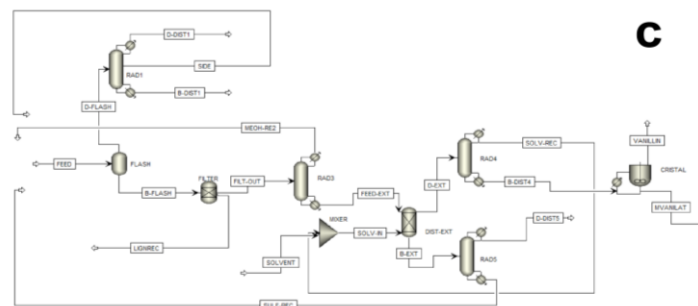 C
D-DIST1
SIDE
RAD1
B-DIST1
D-FLASH
MEOH-RE2
VANILLIN
SOLV-REC
RAD4
FEED
FLASH
FILTER
FILT-OUT
RAD3
CRISTAL
B-FLASH
FEED-EXT
D-EXT
B-DIST4
MVANILAT
MIXER
SOLV-IN
DIST-EXT
D-DIST5
LIGNREC
SOLVENT
B-EXT
RAD5